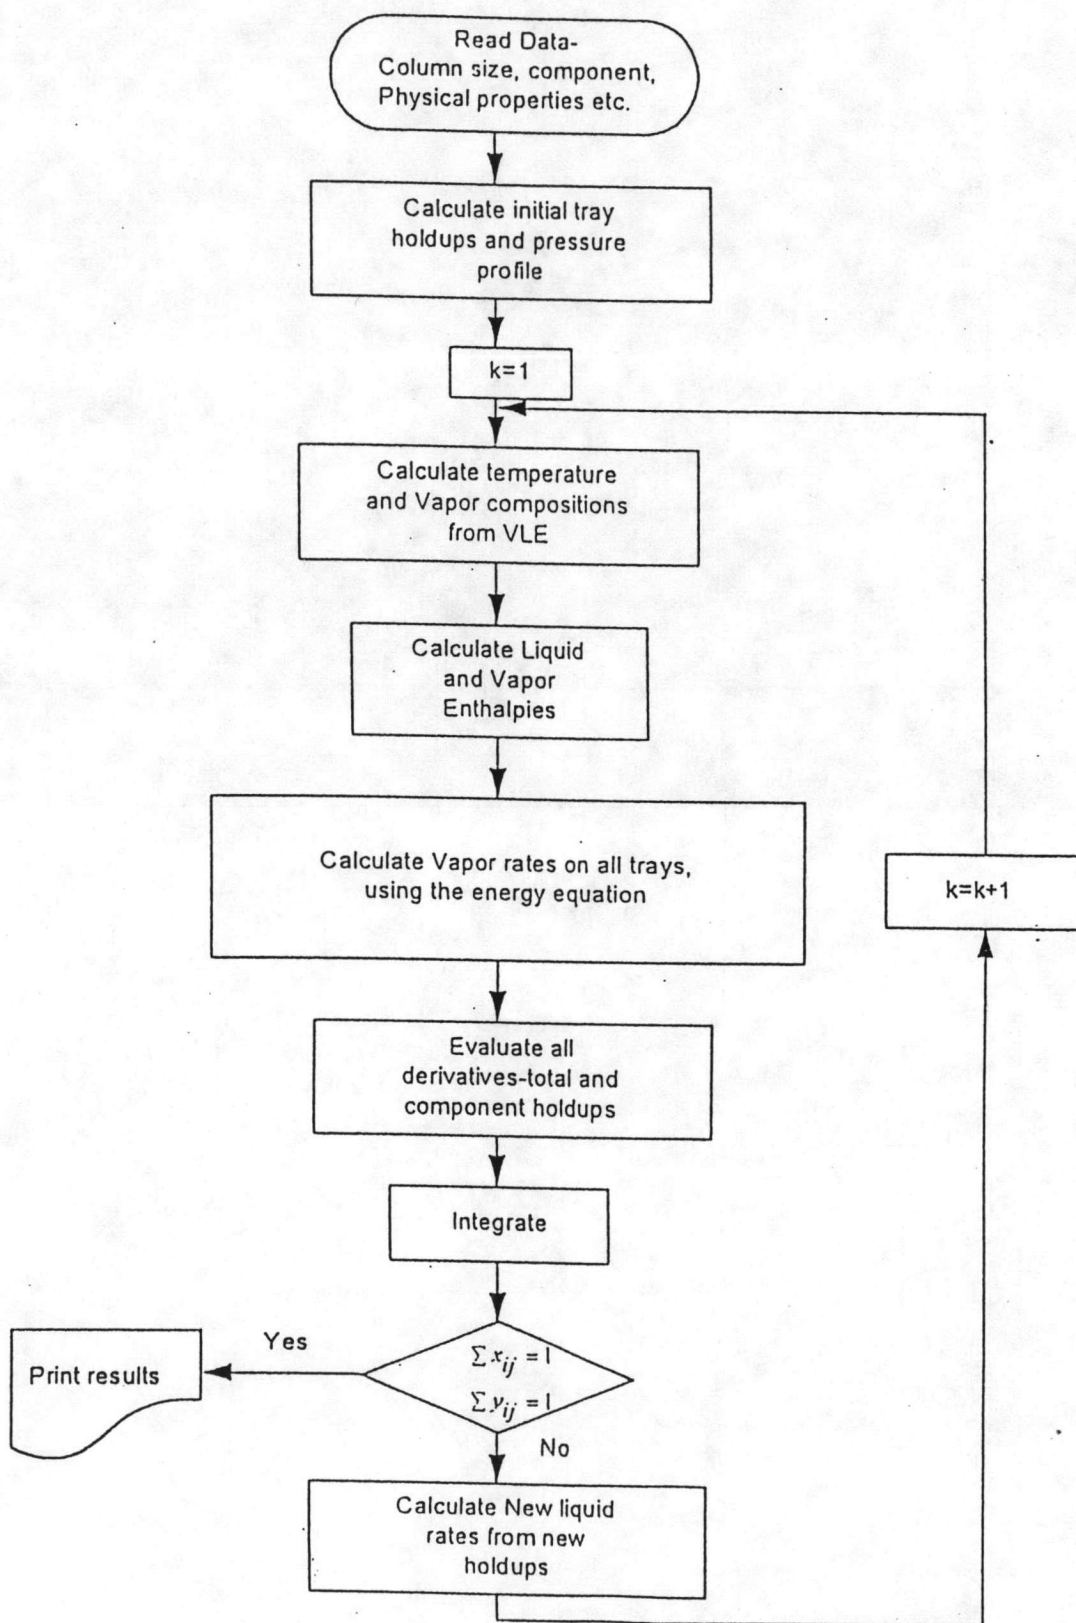 Read Data-
Column size, component,
Physical properties etc.
Calculate initial tray
holdups and pressure
profile
k=1
Calculate temperature
and Vapor compositions
from VLE
Calculate Liquid
and Vapor
Enthalpies
Calculate Vapor rates on all trays,
using the energy equation
k=k+1
Evaluate all
derivatives-total and
component holdups
Integrate
Yes
Print results
∑ x_ij = 1
∑ y_ij = 1
No
Calculate New liquid
rates from new
holdups